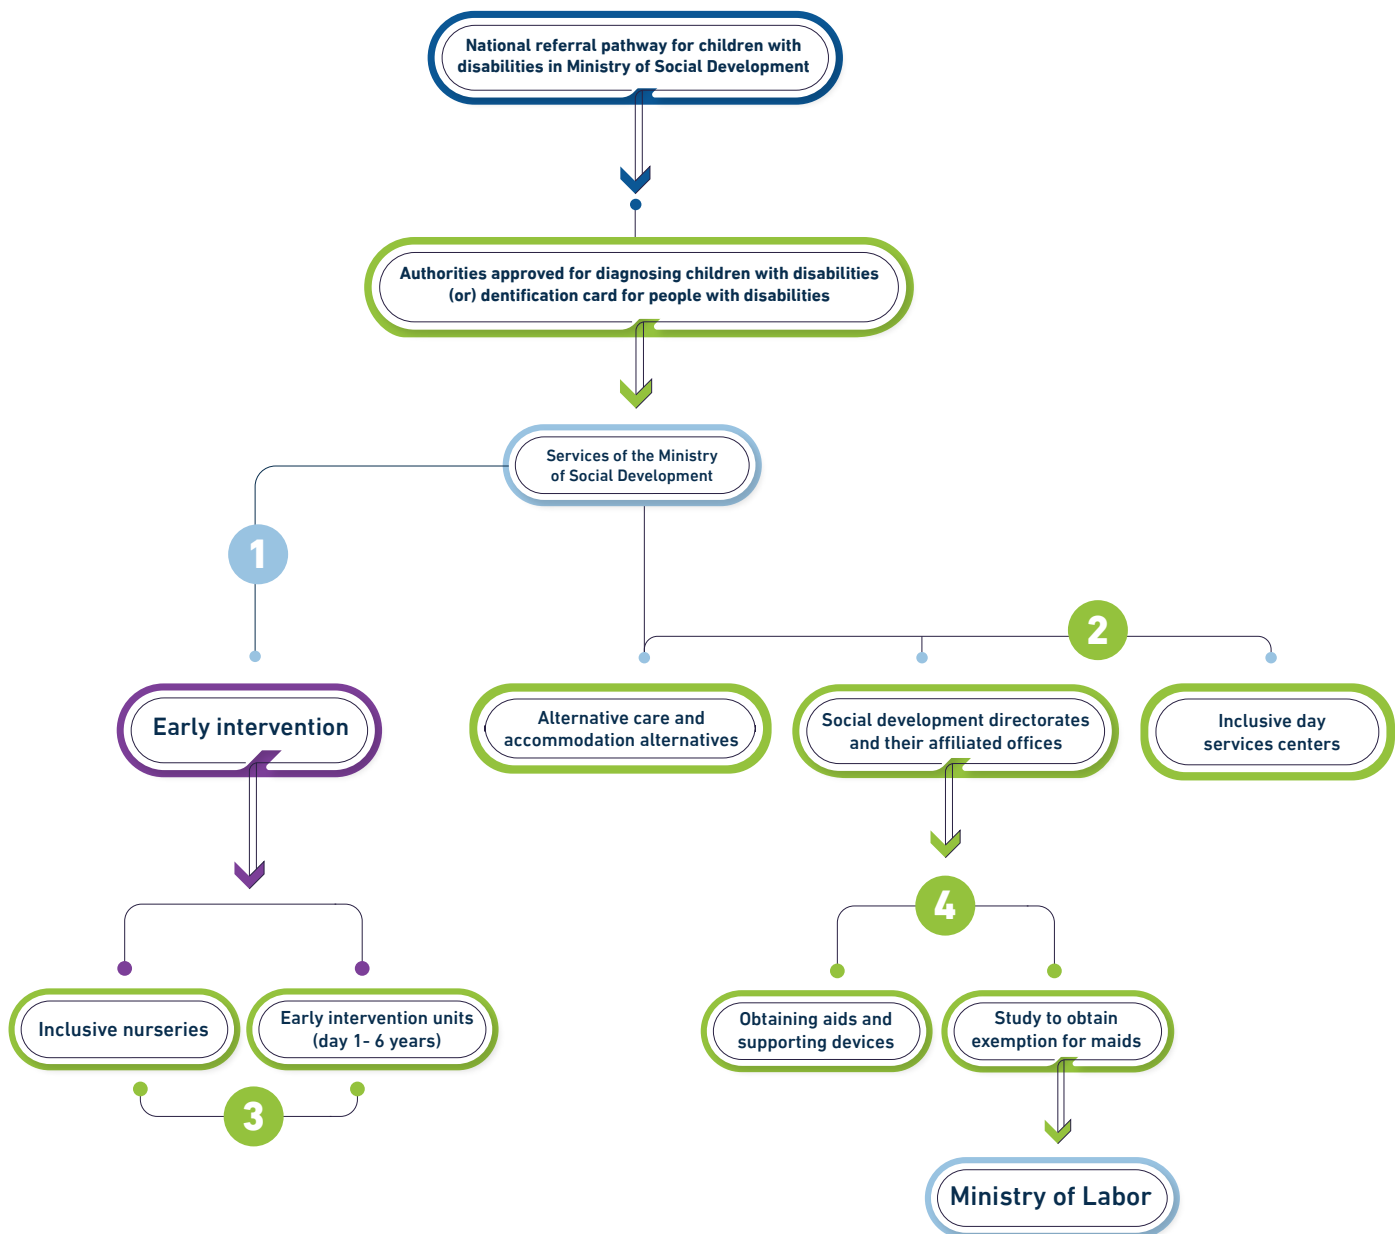 National referral pathway for children with
disabilities in Ministry of Social Development
Authorities approved for diagnosing children with disabilities
(or) dentification card for people with disabilities
Services of the Ministry
of Social Development
1
2
Early intervention
Alternative care and
accommodation alternatives
Social development directorates
and their affiliated offices
Inclusive day
services centers
4
Inclusive nurseries
Early intervention units
(day 1- 6 years)
Obtaining aids and
supporting devices
Study to obtain
exemption for maids
3
Ministry of Labor